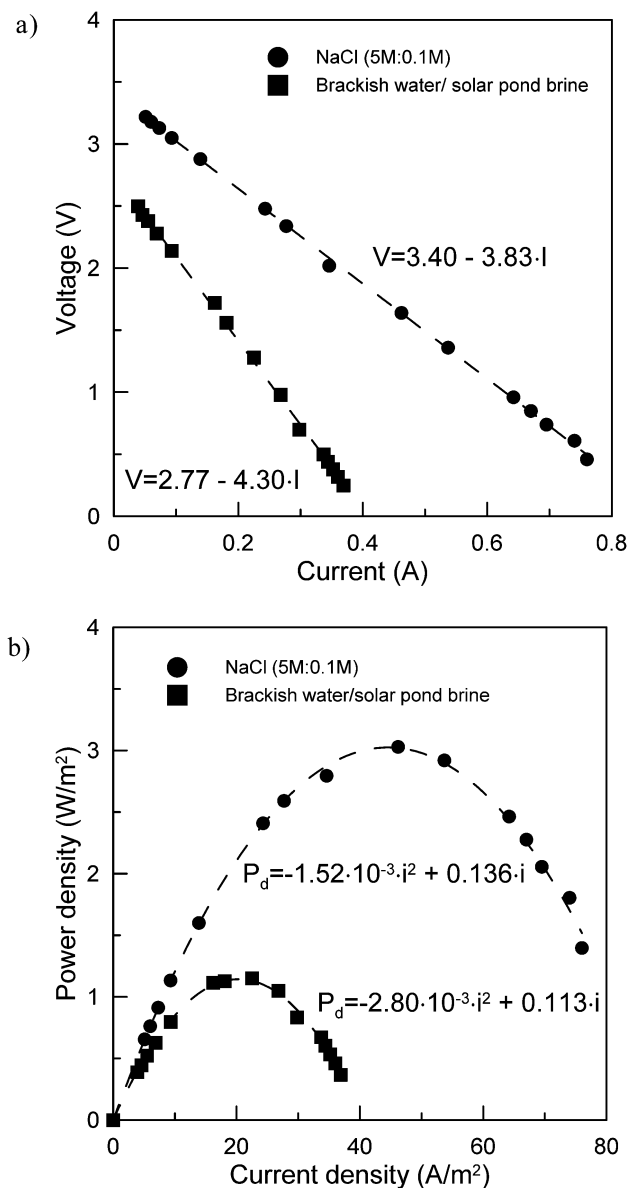 a)
4
3
2
1
0
Voltage (V)
NaCl (5M:0.1M)
Brackish water/ solar pond brine
V=3.40 - 3.83·I
V=2.77 - 4.30·I
0 0.2 0.4 0.6 0.8
Current (A)
b)
4
3
2
1
0
Power density (W/m²)
NaCl (5M:0.1M)
Brackish water/solar pond brine
P_d=-1.52·10⁻³·i² + 0.136·i
P_d=-2.80·10⁻³·i² + 0.113·i
0 20 40 60 80
Current density (A/m²)